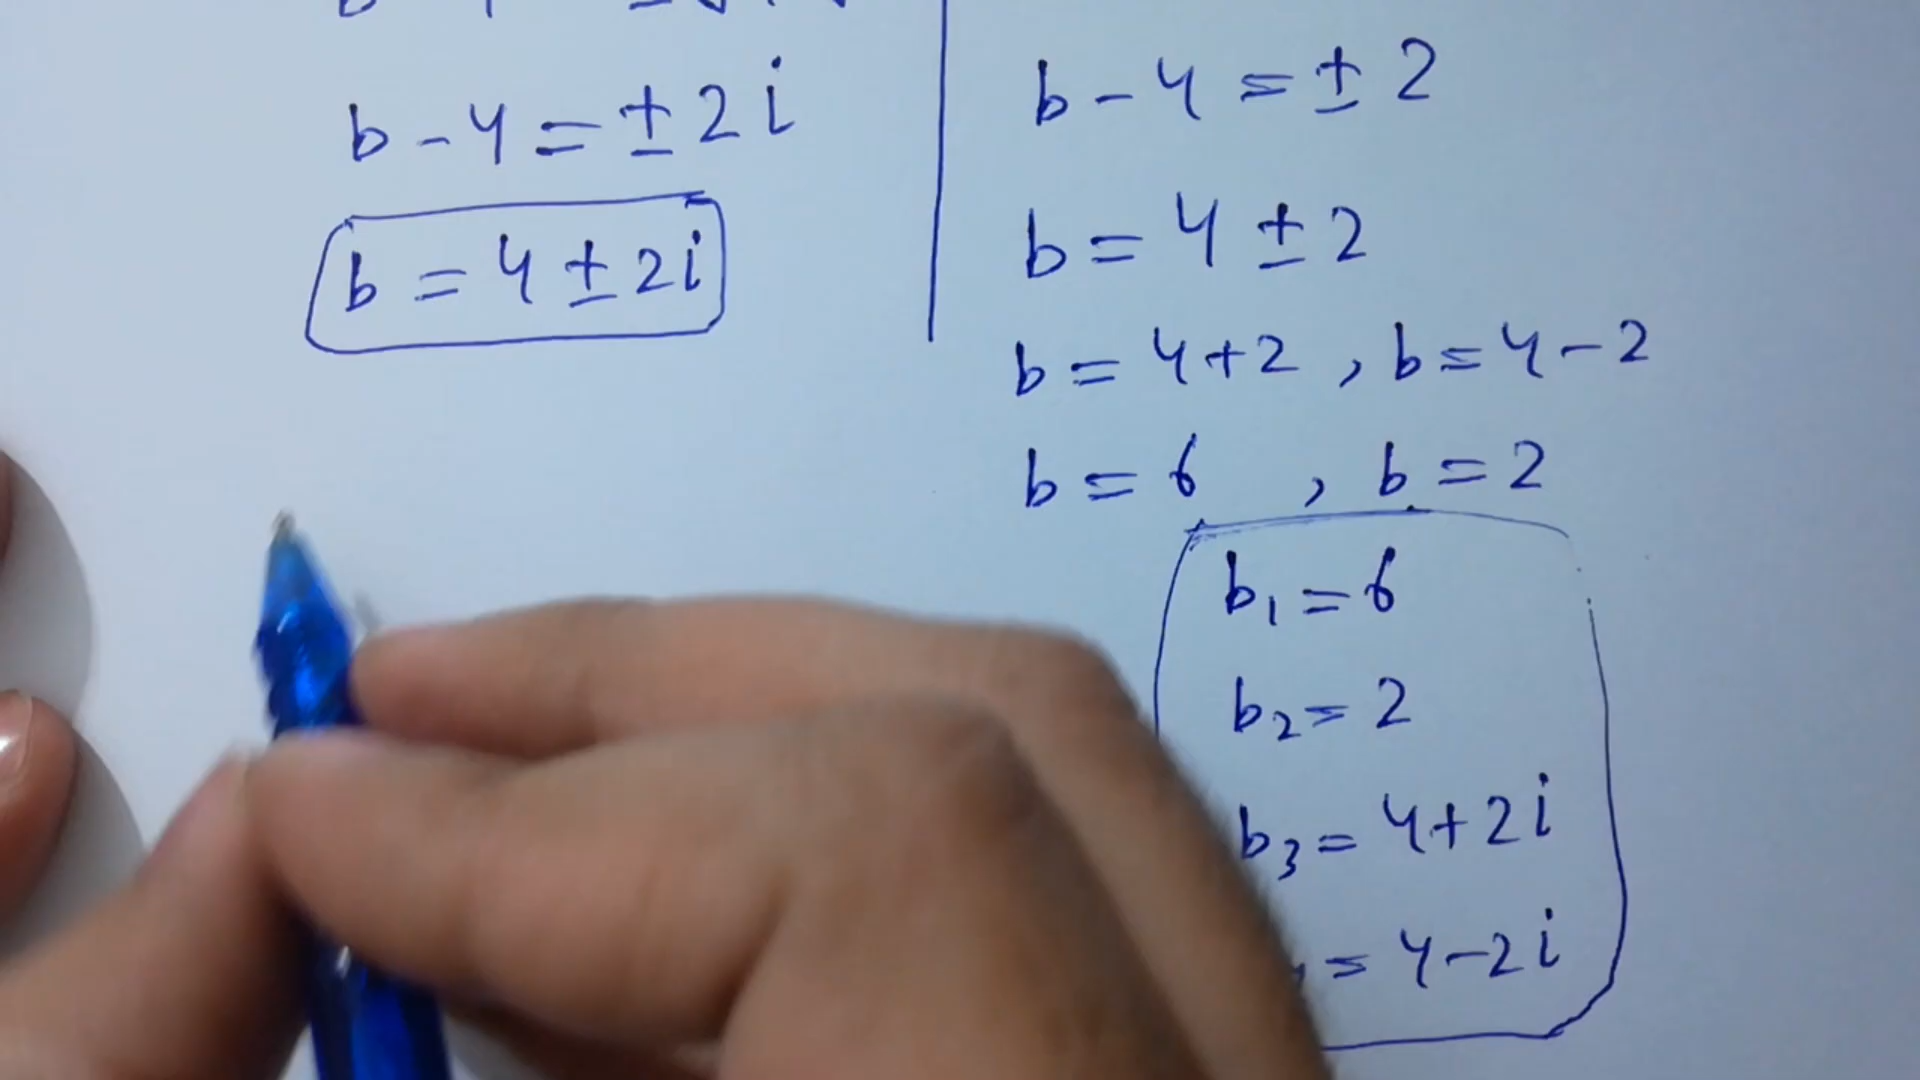 b - 4 = ± 2i
b = 4 ± 2i
b - 4 = ± 2
b = 4 ± 2
b = 4 + 2 , b = 4 - 2
b = 6 , b = 2
b₁ = 6
b₂ = 2
b₃ = 4 + 2i
= 4 - 2i